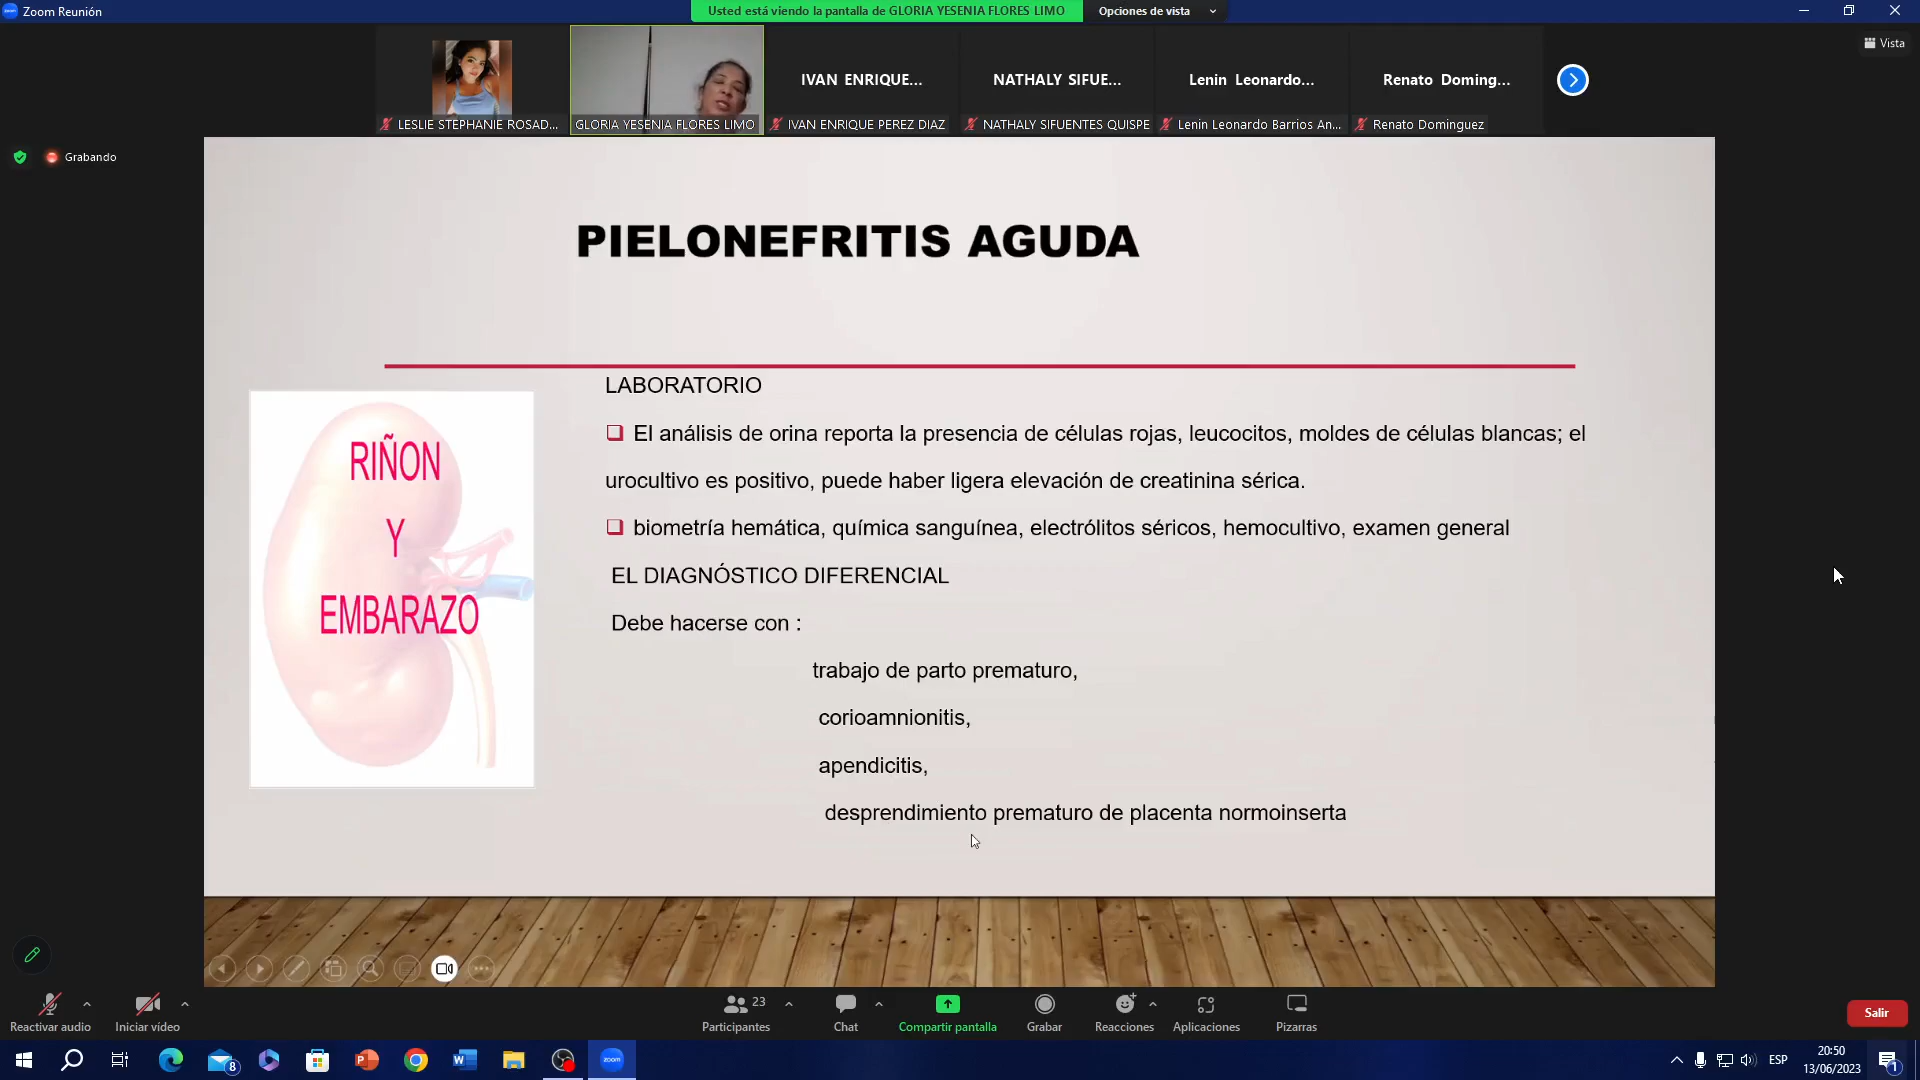 Zoom Reunión
Usted está viendo la pantalla de GLORIA YESENIA FLORES LIMO
Opciones de vista
Vista
IVAN ENRIQUE...
NATHALY SIFUE...
Lenin Leonardo...
Renato Doming...
LESLIE STEPHANIE ROSAD...
GLORIA YESENIA FLORES LIMO
IVAN ENRIQUE PEREZ DIAZ
NATHALY SIFUENTES QUISPE
Lenin Leonardo Barrios An...
Renato Dominguez
Grabando
PIELONEFRITIS AGUDA
RIÑON
Y
EMBARAZO
LABORATORIO
El análisis de orina reporta la presencia de células rojas, leucocitos, moldes de células blancas; el
urocultivo es positivo, puede haber ligera elevación de creatinina sérica.
biometría hemática, química sanguínea, electrólitos séricos, hemocultivo, examen general
EL DIAGNÓSTICO DIFERENCIAL
Debe hacerse con :
trabajo de parto prematuro,
corioamnionitis,
apendicitis,
desprendimiento prematuro de placenta normoinserta
Reactivar audio
Iniciar vídeo
23
Participantes
Chat
Compartir pantalla
Grabar
Reacciones
Aplicaciones
Pizarras
Salir
8
zoom
ESP
20:50
13/06/2023
1